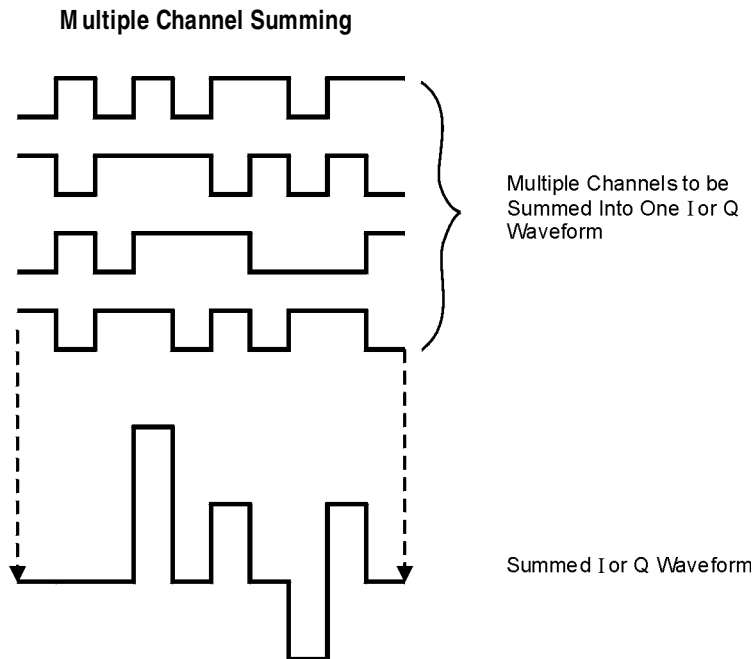 Multiple Channel Summing
Multiple Channels to be
Summed Into One I or Q
Waveform
Summed I or Q Waveform